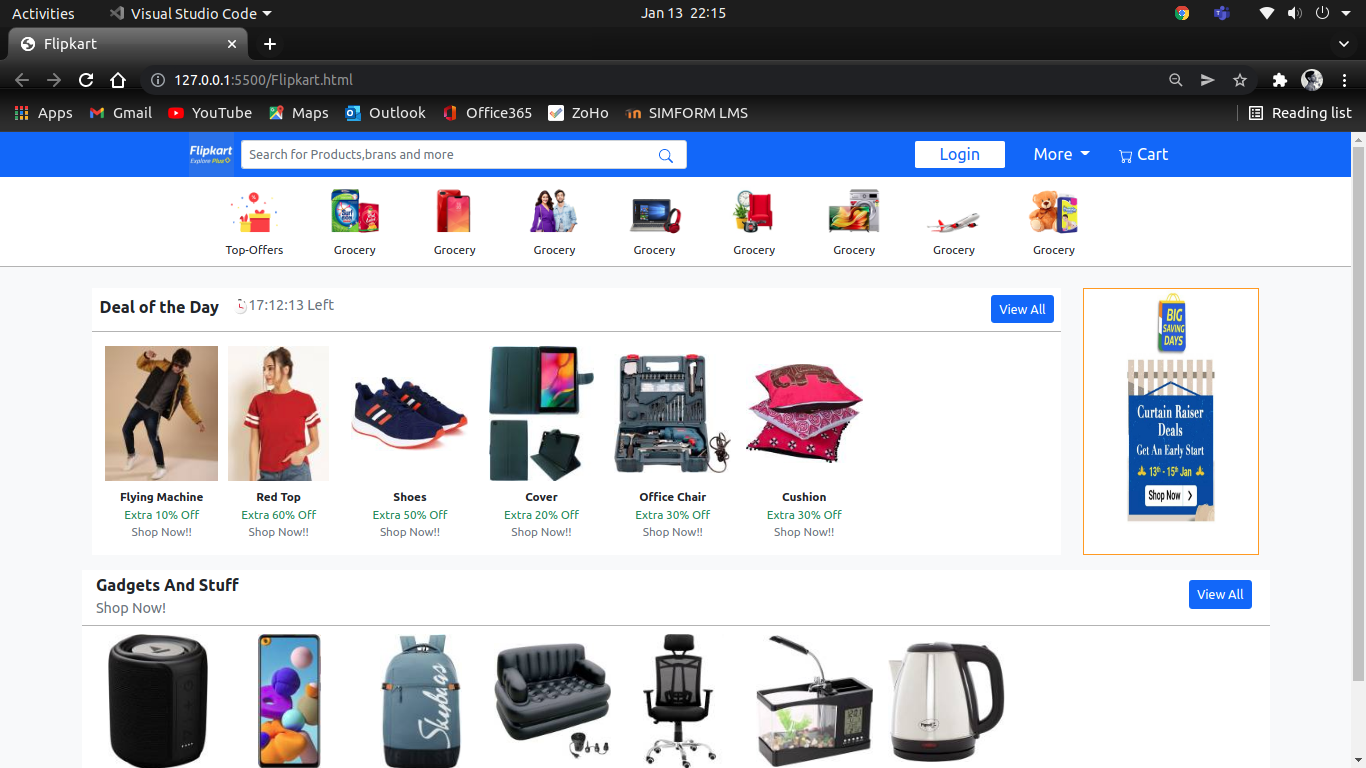 Activities Visual Studio Code Jan 13 22:15
Flipkart
127.0.0.1:5500/Flipkart.html
Apps Gmail YouTube Maps Outlook Office365 ZoHo SIMFORM LMS Reading list
Flipkart
Explore Plus
Search for Products,brans and more
Login More Cart
Top-Offers Grocery Grocery Grocery Grocery Grocery Grocery Grocery Grocery
Deal of the Day 17:12:13 Left View All
Flying Machine Red Top Shoes Cover Office Chair Cushion
Extra 10% Off Extra 60% Off Extra 50% Off Extra 20% Off Extra 30% Off Extra 30% Off
Shop Now!! Shop Now!! Shop Now!! Shop Now!! Shop Now!! Shop Now!!
BIG
SAVING
DAYS
Curtain Raiser
Deals
Get An Early Start
13th - 15th Jan
Shop Now
Gadgets And Stuff
Shop Now!
View All
Skybags